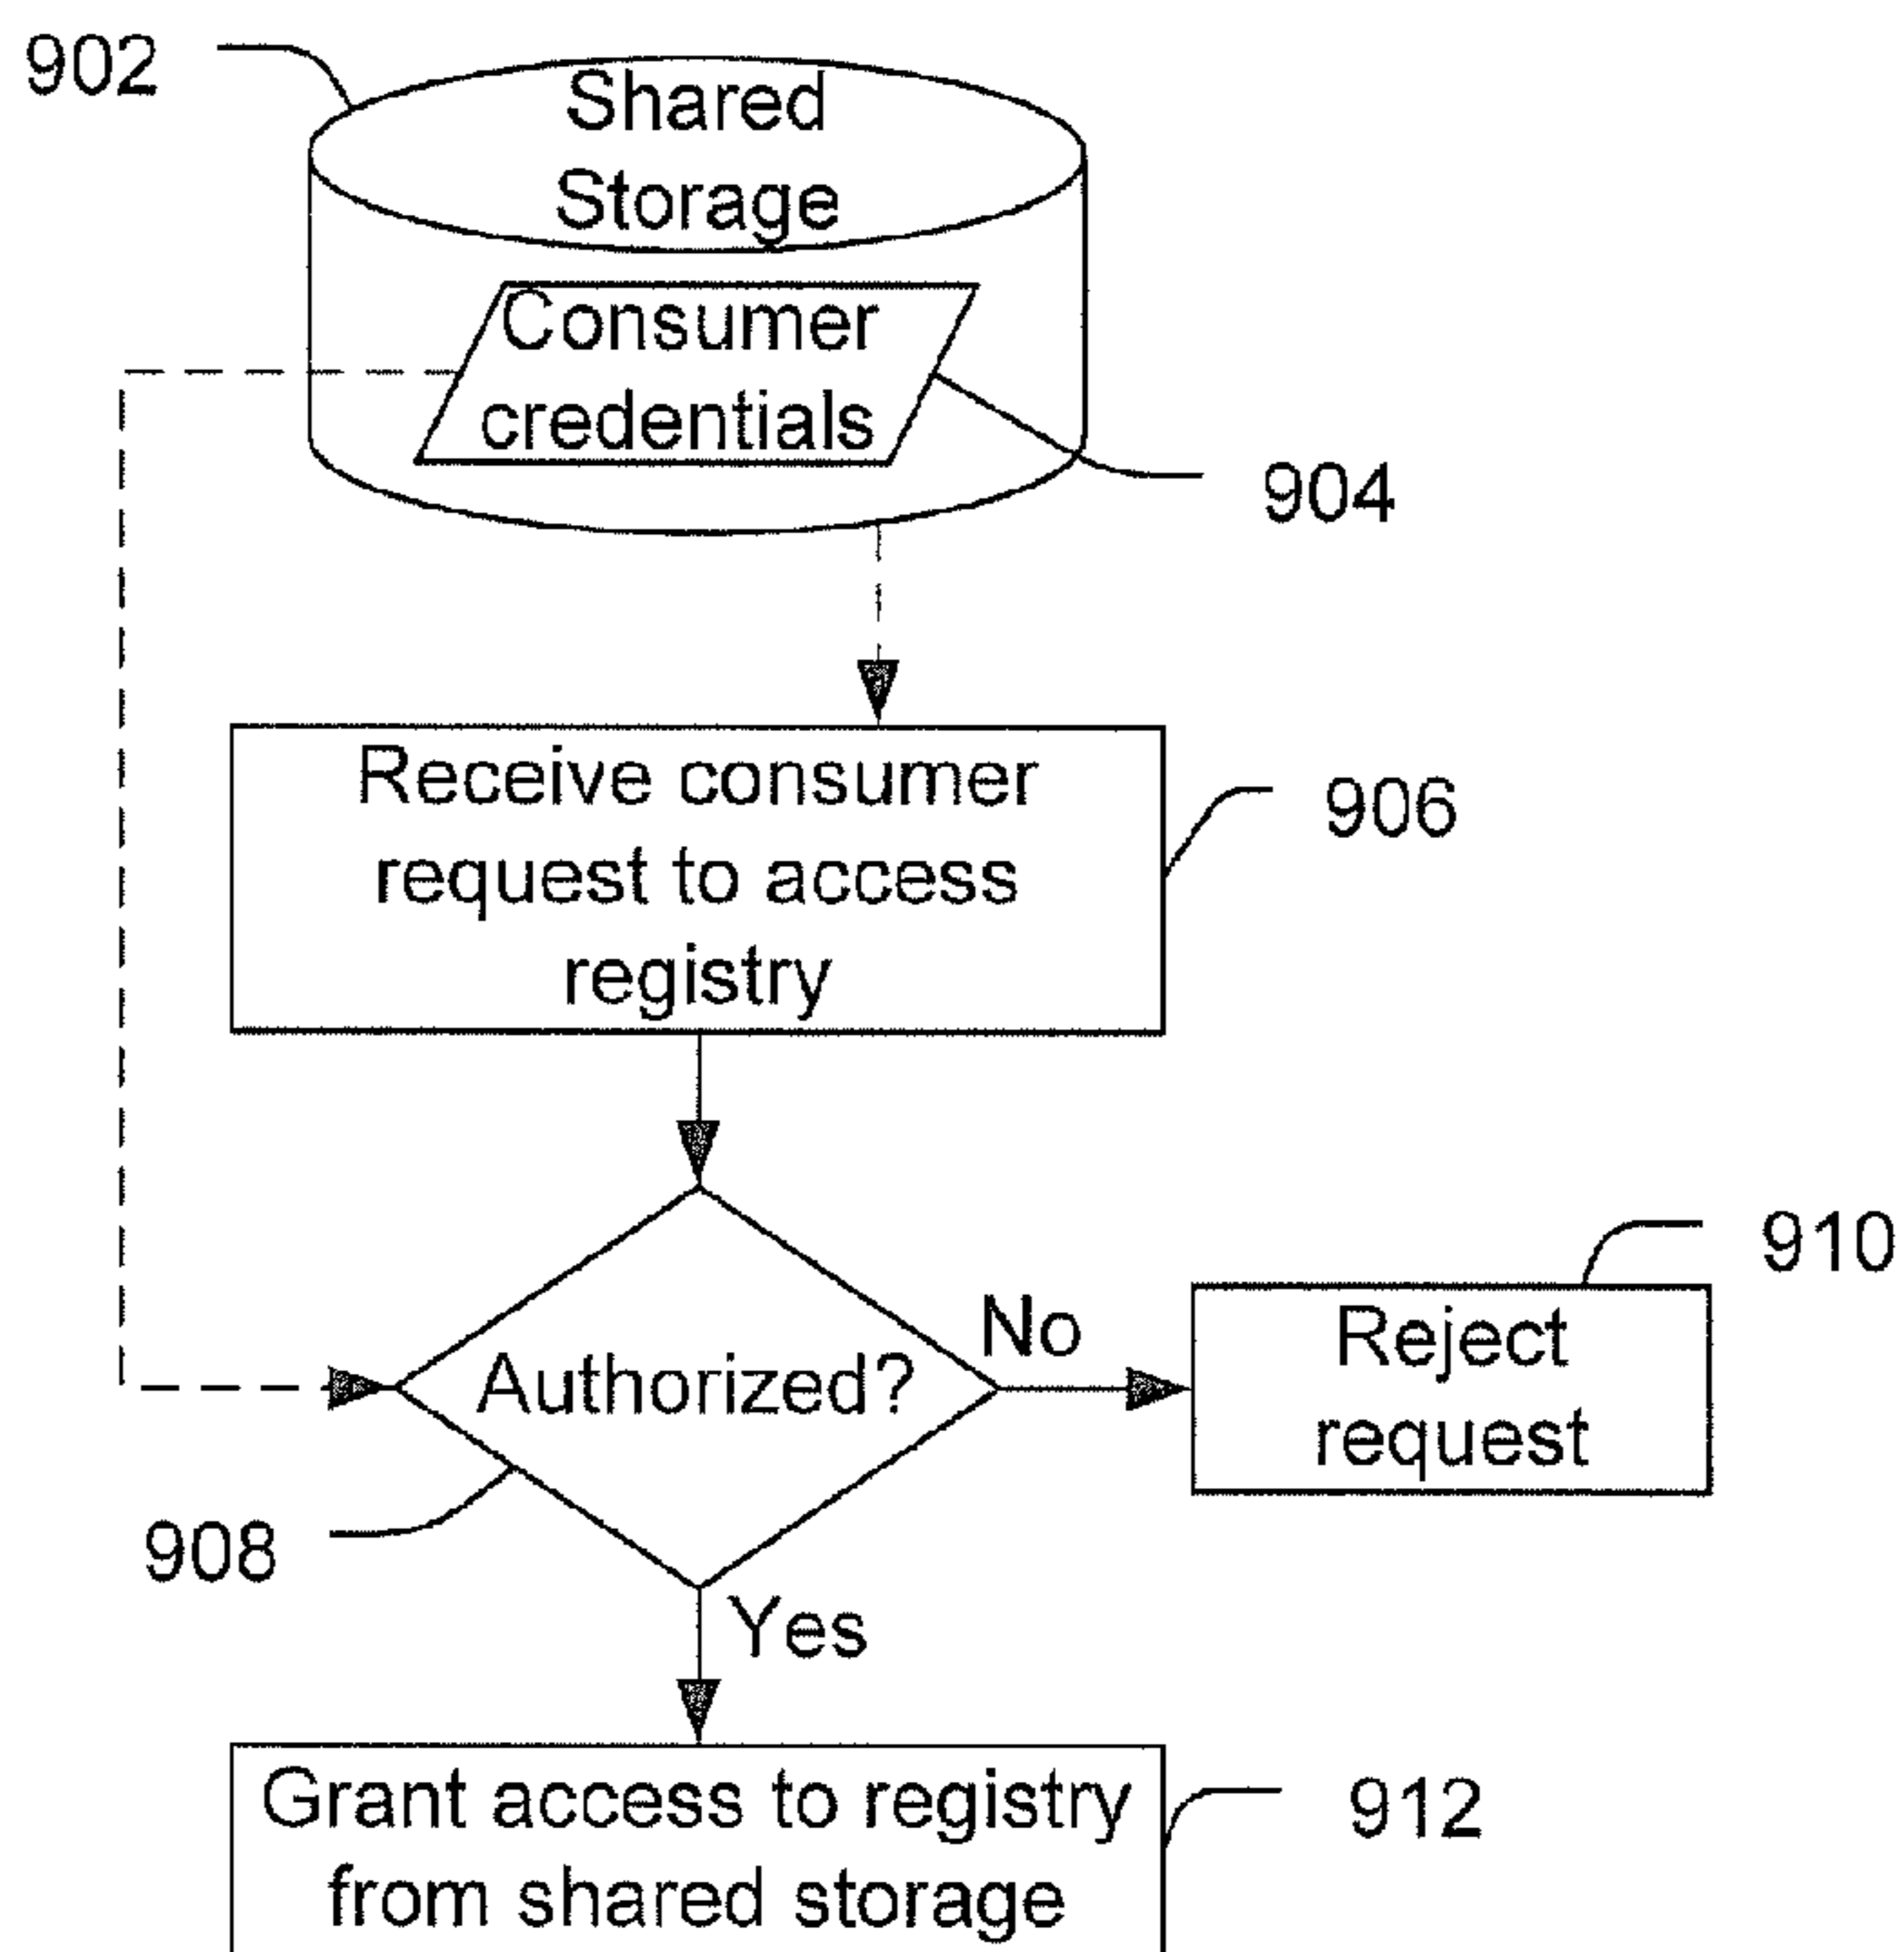 902
Shared
Storage
Consumer
credentials
904
Receive consumer
request to access
registry
906
910
No
Reject
request
Authorized?
908
Yes
Grant access to registry
from shared storage
912